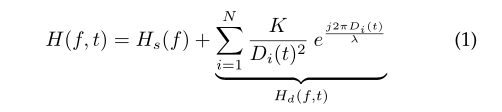 H(f, t) = H_s(f) + \underbrace{\sum_{i=1}^{N} \frac{K}{D_i(t)^2} e^{\frac{j2\pi D_i(t)}{\lambda}}}_{H_d(f,t)} (1)